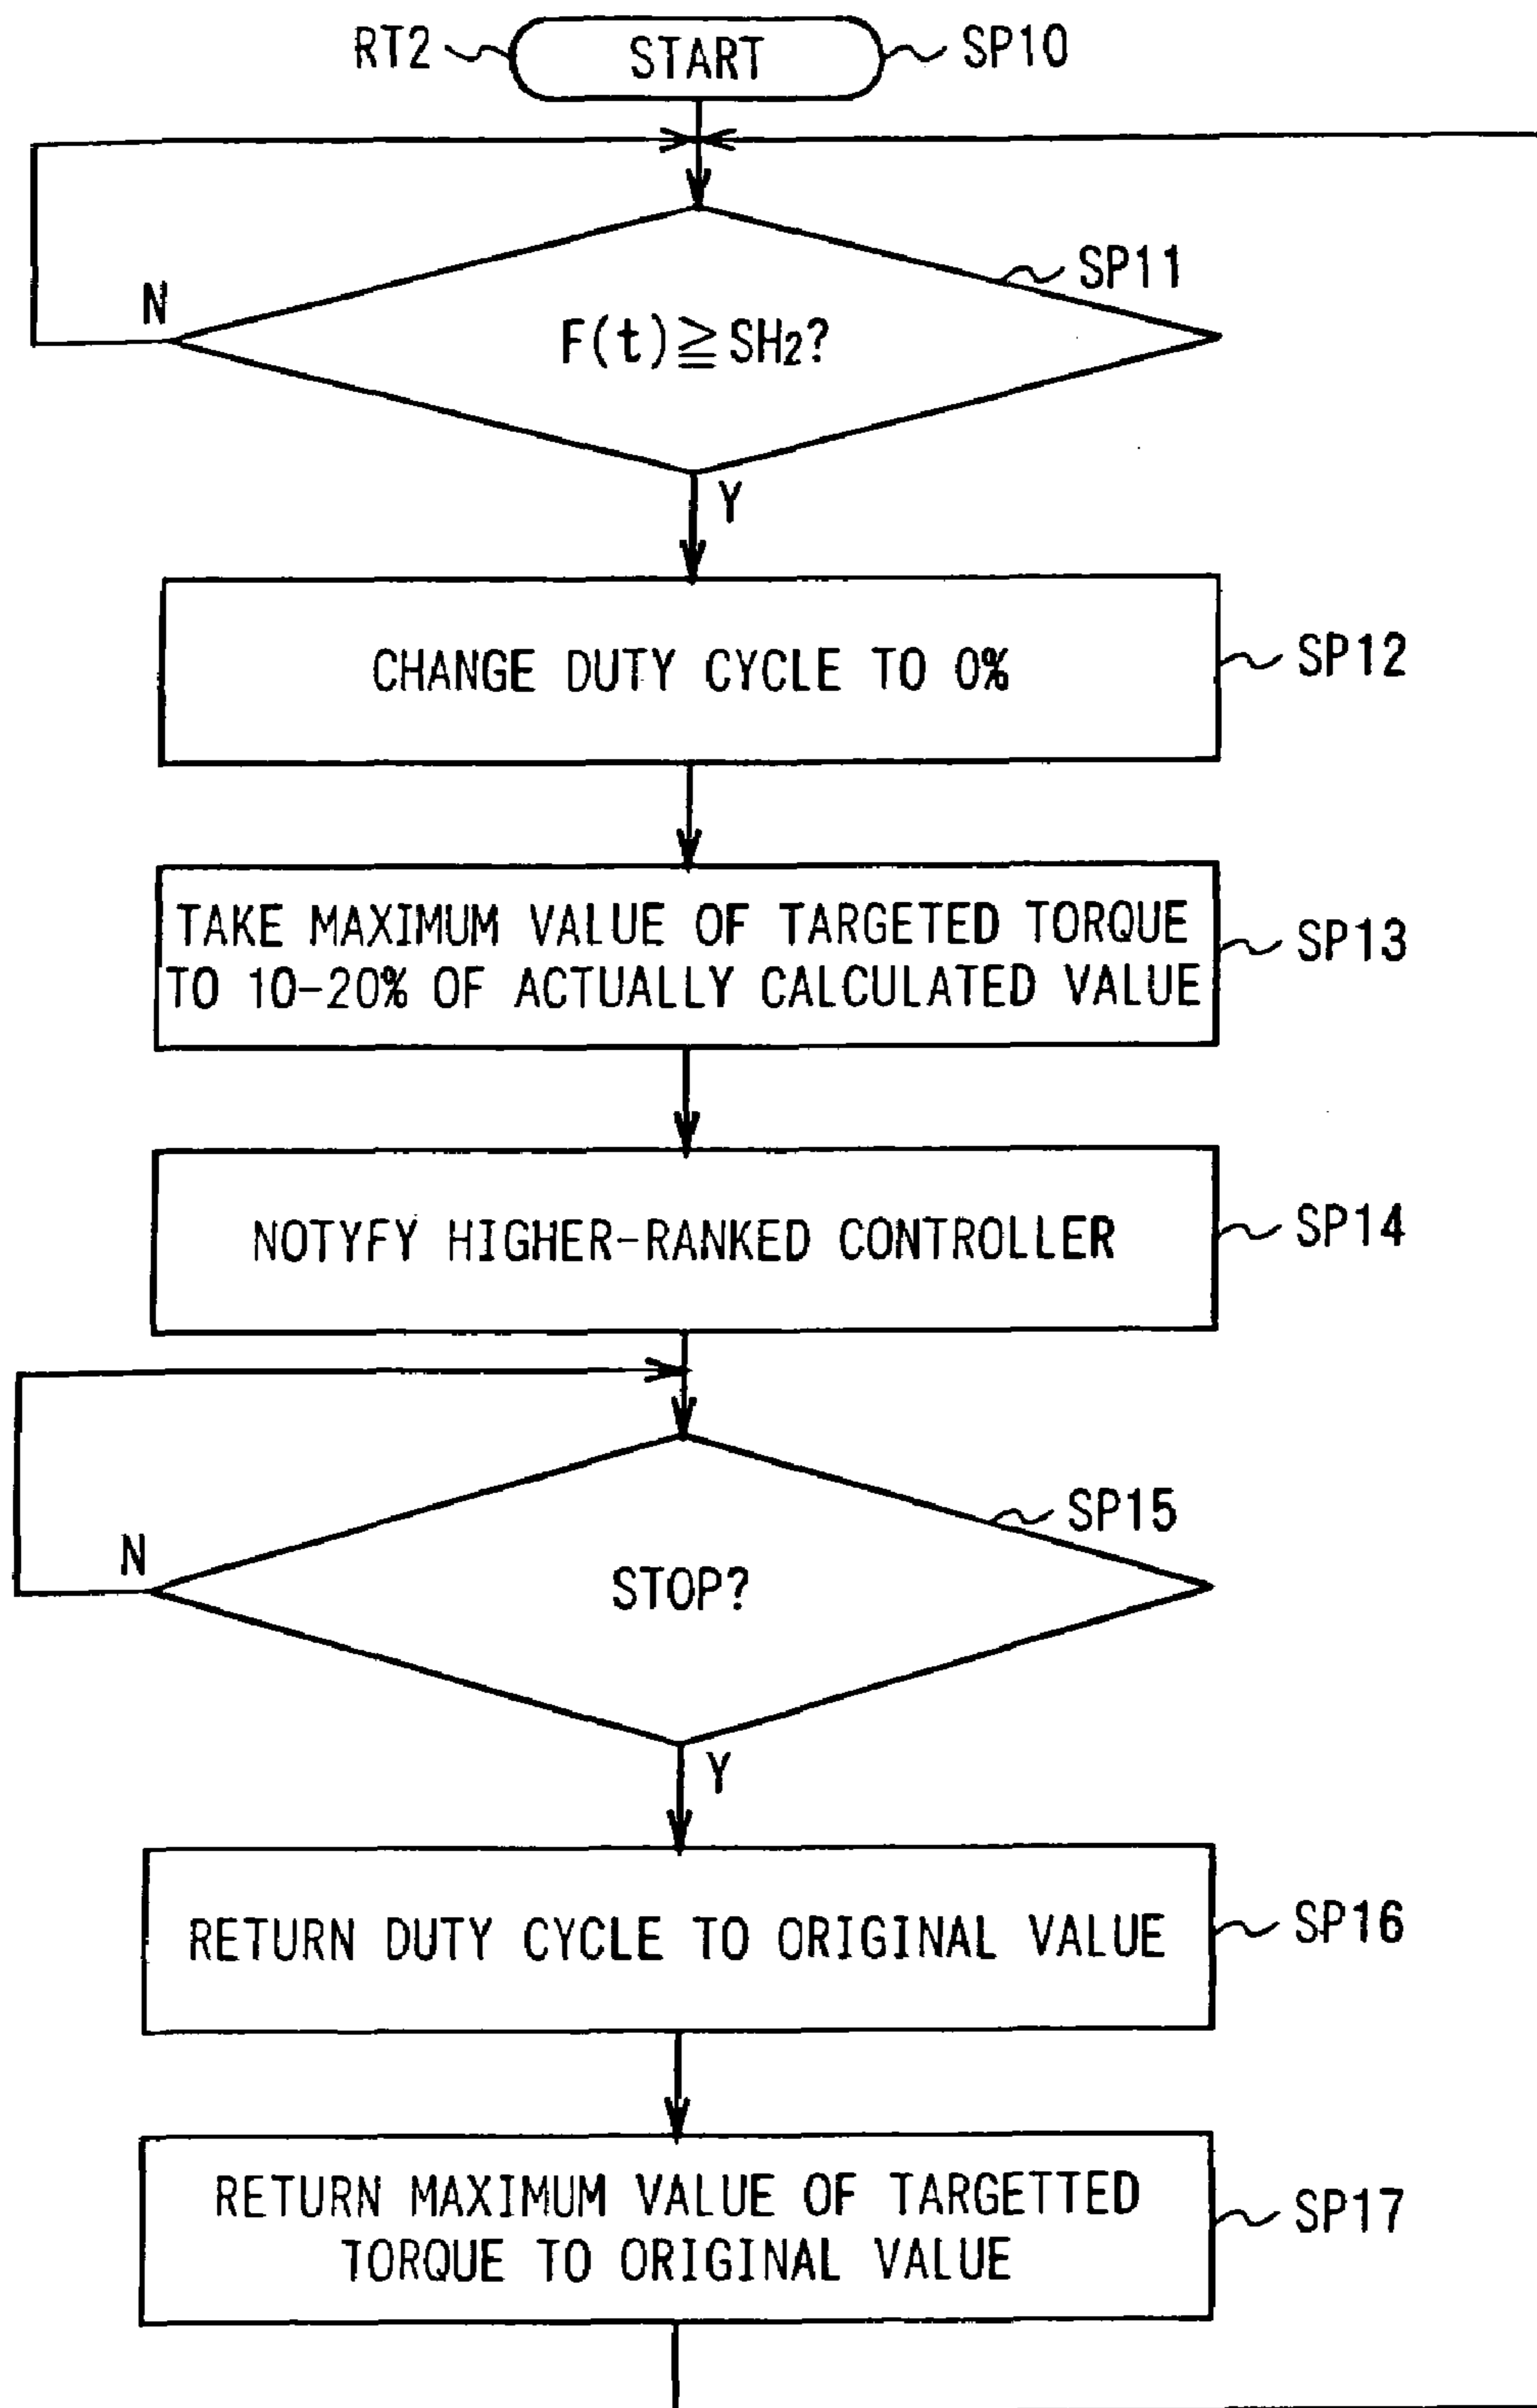 RT2 START SP10
SP11
N
F(t)≧SH2?
Y
CHANGE DUTY CYCLE TO 0% SP12
TAKE MAXIMUM VALUE OF TARGETED TORQUE
TO 10-20% OF ACTUALLY CALCULATED VALUE
SP13
NOTYFY HIGHER-RANKED CONTROLLER SP14
SP15
N
STOP?
Y
RETURN DUTY CYCLE TO ORIGINAL VALUE SP16
RETURN MAXIMUM VALUE OF TARGETTED
TORQUE TO ORIGINAL VALUE
SP17